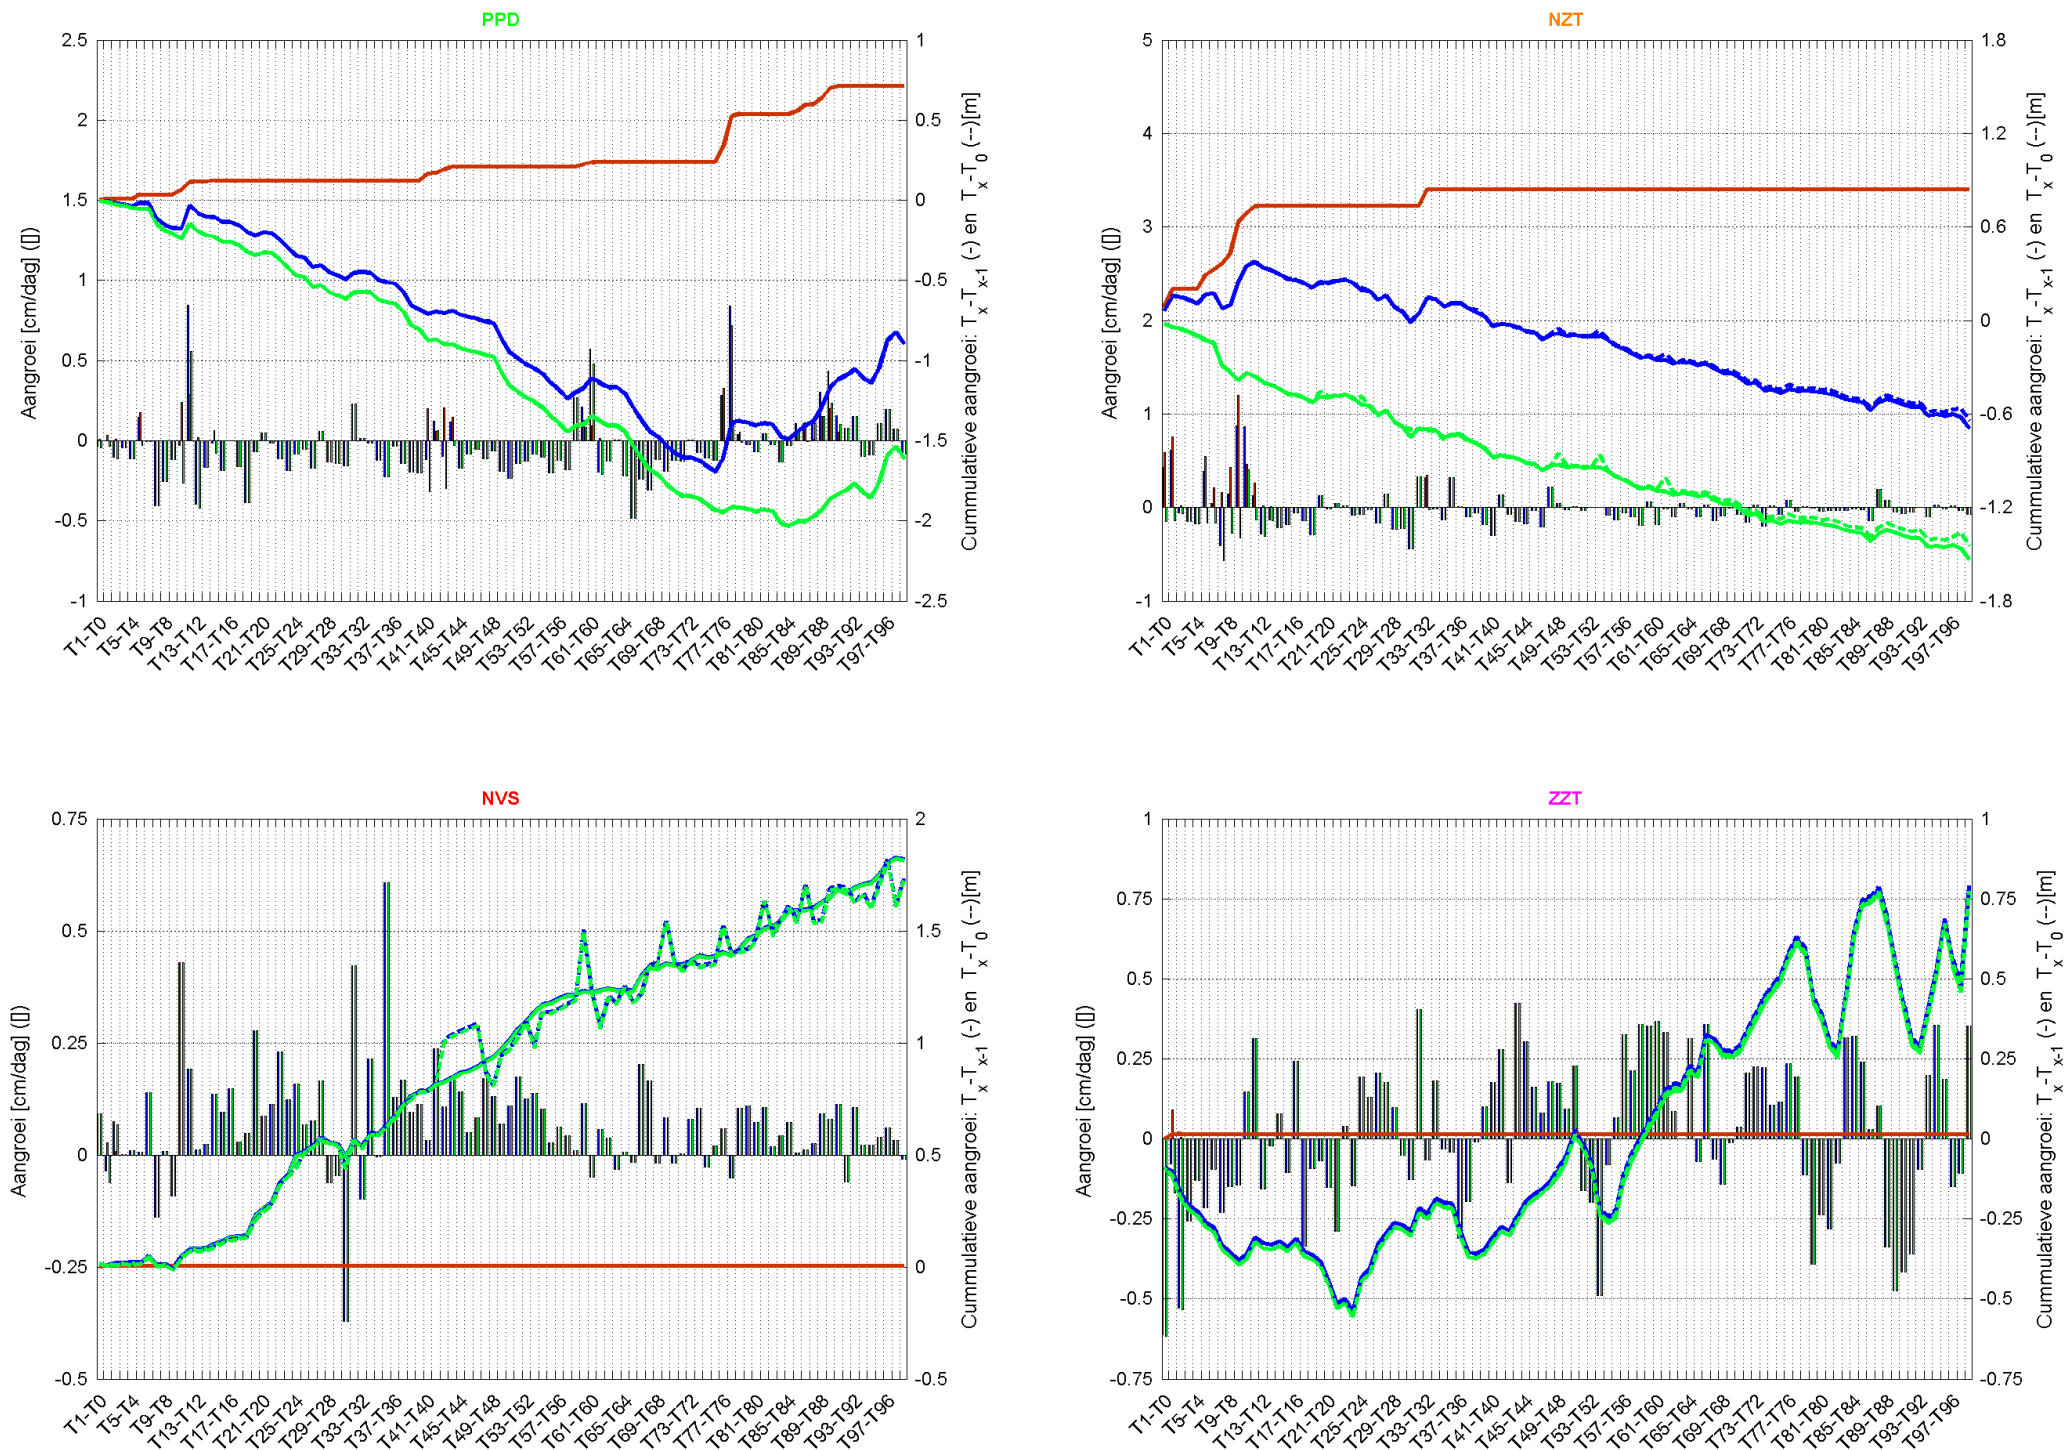 PPD
2.5
2
1.5
1
0.5
0
-0.5
-1
Aangroei [cm/dag] ([])
1
0.5
0
-0.5
-1
-1.5
-2
-2.5
Cummulatieve aangroei: Tx-Tx-1 (-) en Tx-T0 (--)[m]
T1-T0
T5-T4
T9-T8
T13-T12
T17-T16
T21-T20
T25-T24
T29-T28
T33-T32
T37-T36
T41-T40
T45-T44
T49-T48
T53-T52
T57-T56
T61-T60
T65-T64
T69-T68
T73-T72
T77-T76
T81-T80
T85-T84
T89-T88
T93-T92
T97-T96
NZT
5
4
3
2
1
0
-1
Aangroei [cm/dag] ([])
1.8
1.2
0.6
0
-0.6
-1.2
-1.8
Cummulatieve aangroei: Tx-Tx-1 (-) en Tx-T0 (--)[m]
T1-T0
T5-T4
T9-T8
T13-T12
T17-T16
T21-T20
T25-T24
T29-T28
T33-T32
T37-T36
T41-T40
T45-T44
T49-T48
T53-T52
T57-T56
T61-T60
T65-T64
T69-T68
T73-T72
T77-T76
T81-T80
T85-T84
T89-T88
T93-T92
T97-T96
NVS
0.75
0.5
0.25
0
-0.25
-0.5
Aangroei [cm/dag] ([])
2
1.5
1
0.5
0
-0.5
Cummulatieve aangroei: Tx-Tx-1 (-) en Tx-T0 (--)[m]
T1-T0
T5-T4
T9-T8
T13-T12
T17-T16
T21-T20
T25-T24
T29-T28
T33-T32
T37-T36
T41-T40
T45-T44
T49-T48
T53-T52
T57-T56
T61-T60
T65-T64
T69-T68
T73-T72
T77-T76
T81-T80
T85-T84
T89-T88
T93-T92
T97-T96
ZZT
1
0.75
0.5
0.25
0
-0.25
-0.5
-0.75
Aangroei [cm/dag] ([])
1
0.75
0.5
0.25
0
-0.25
-0.5
-0.75
Cummulatieve aangroei: Tx-Tx-1 (-) en Tx-T0 (--)[m]
T1-T0
T5-T4
T9-T8
T13-T12
T17-T16
T21-T20
T25-T24
T29-T28
T33-T32
T37-T36
T41-T40
T45-T44
T49-T48
T53-T52
T57-T56
T61-T60
T65-T64
T69-T68
T73-T72
T77-T76
T81-T80
T85-T84
T89-T88
T93-T92
T97-T96